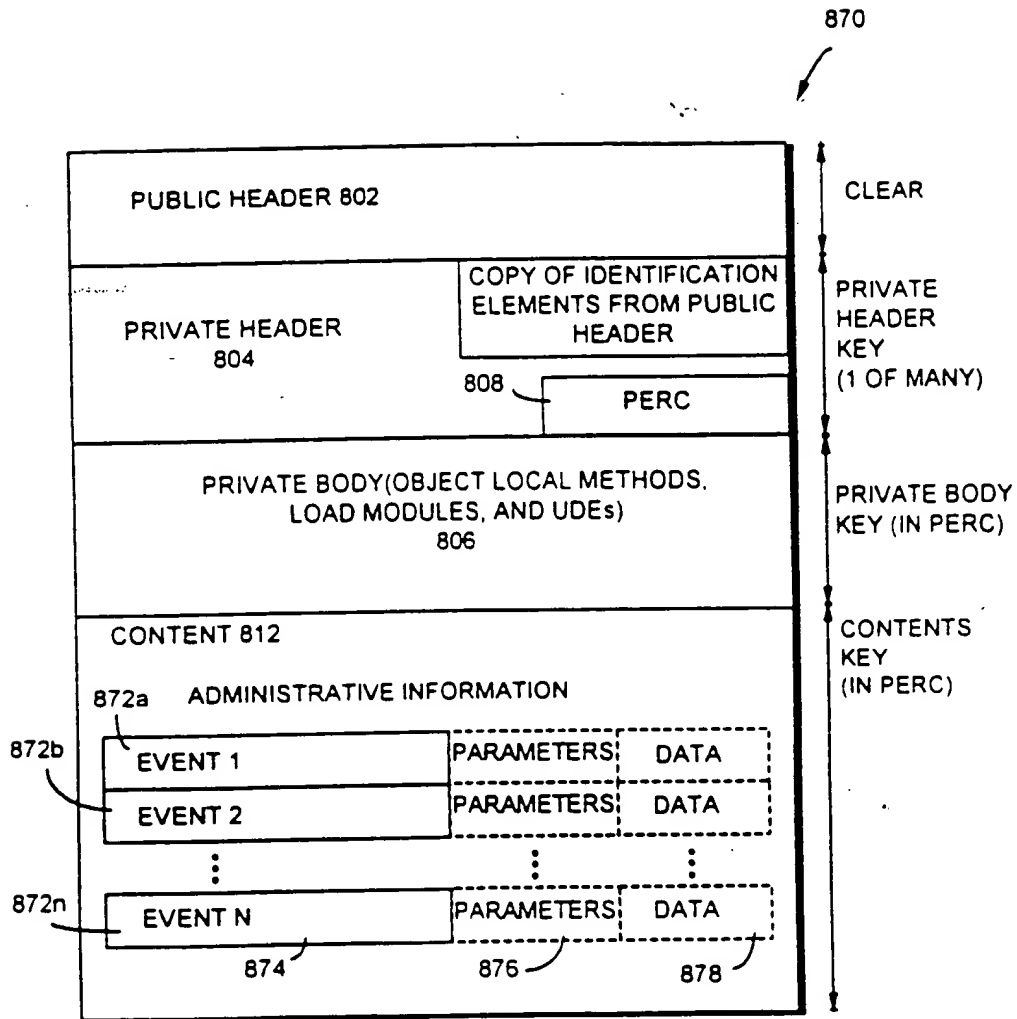 870
PUBLIC HEADER 802
CLEAR
COPY OF IDENTIFICATION
ELEMENTS FROM PUBLIC
HEADER
PRIVATE HEADER
804
808
PERC
PRIVATE
HEADER
KEY
(1 OF MANY)
PRIVATE BODY(OBJECT LOCAL METHODS,
LOAD MODULES, AND UDEs)
806
PRIVATE BODY
KEY (IN PERC)
CONTENT 812
CONTENTS
KEY
(IN PERC)
ADMINISTRATIVE INFORMATION
872a
EVENT 1 PARAMETERS DATA
872b
EVENT 2 PARAMETERS DATA
872n
EVENT N PARAMETERS DATA
874 876 878